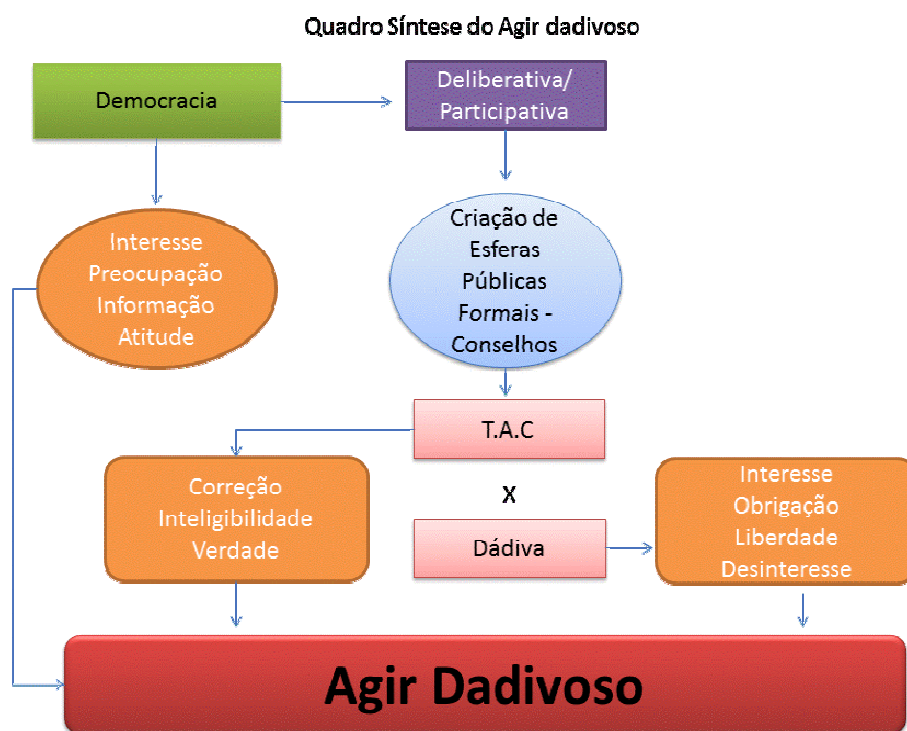 Quadro Síntese do Agir dadivoso
Democracia
Deliberativa/
Participativa
Interesse
Preocupação
Informação
Atitude
Criação de
Esferas
Públicas
Formais -
Conselhos
T.A.C
Correção
Inteligibilidade
Verdade
X
Dádiva
Interesse
Obrigação
Liberdade
Desinteresse
Agir Dadivoso